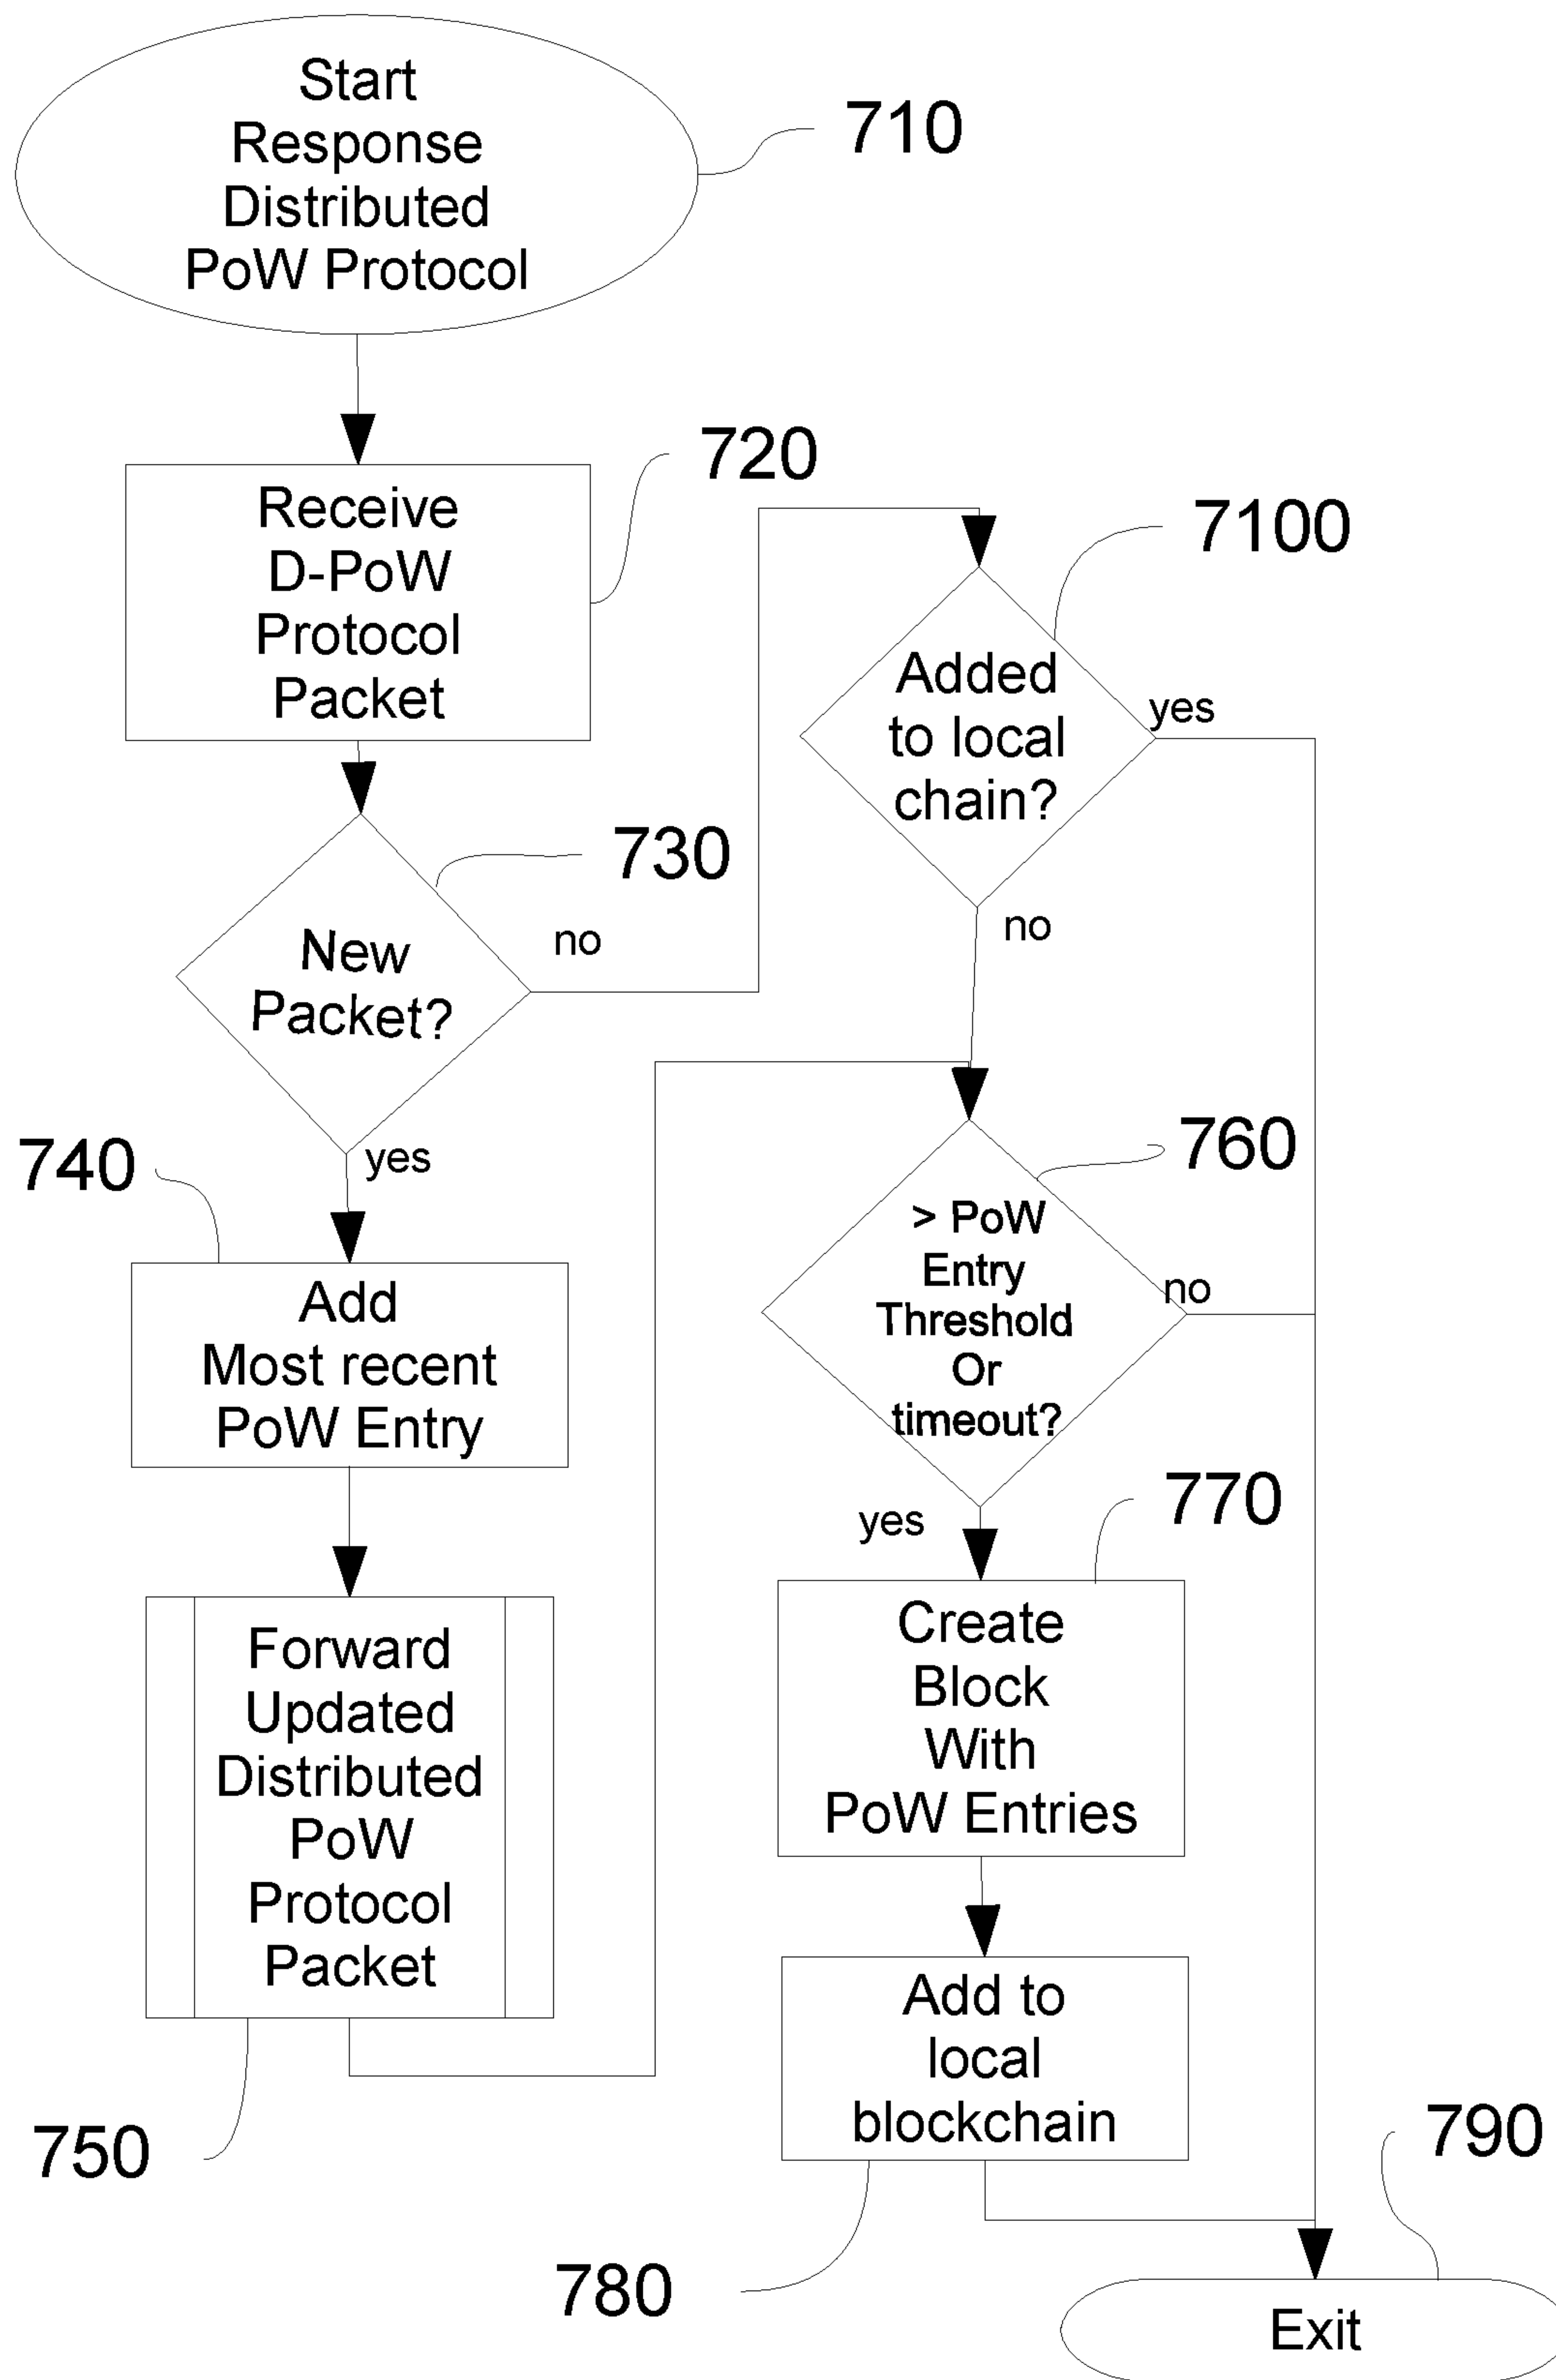 Start
Response
Distributed
PoW Protocol
710
Receive
D-PoW
Protocol
Packet
720
New
Packet?
730
no
yes
Added
to local
chain?
7100
yes
no
740
Add
Most recent
PoW Entry
Forward
Updated
Distributed
PoW
Protocol
Packet
750
> PoW
Entry
Threshold
Or
timeout?
760
no
yes
770
Create
Block
With
PoW Entries
Add to
local
blockchain
780
790
Exit